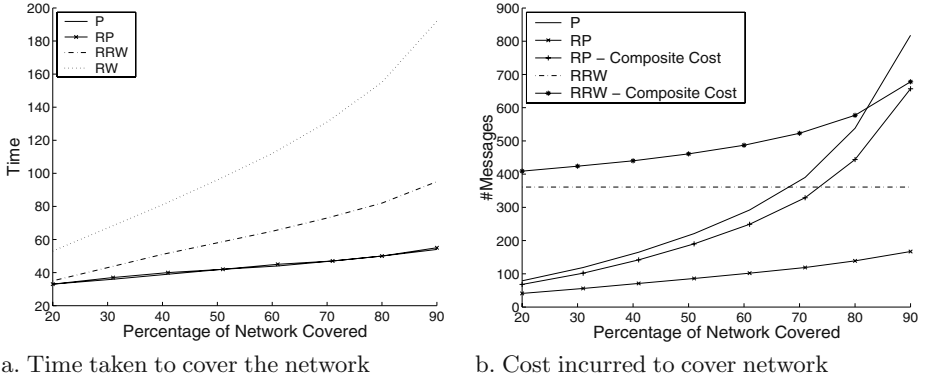 200
180
160
140
120
100
80
60
40
20
Time
P
RP
RRW
RW
20 30 40 50 60 70 80 90
Percentage of Network Covered
a. Time taken to cover the network
900
800
700
600
500
400
300
200
100
0
#Messages
P
RP
RP – Composite Cost
RRW
RRW – Composite Cost
20 30 40 50 60 70 80 90
Percentage of Network Covered
b. Cost incurred to cover network